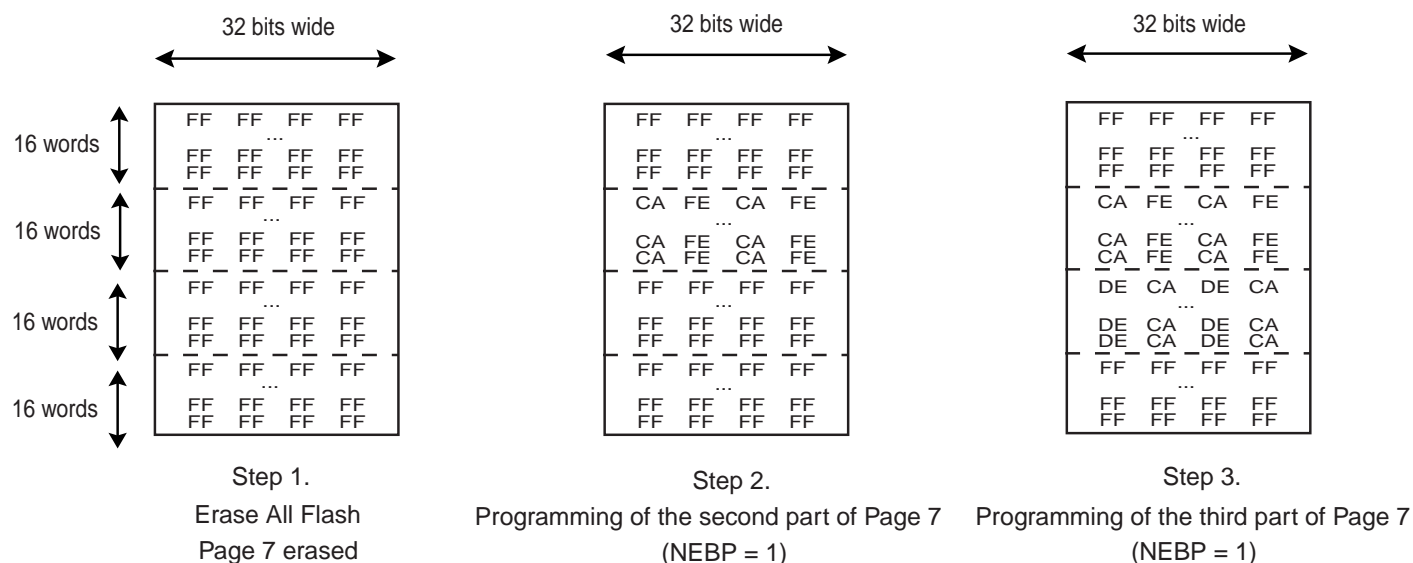 32 bits wide
32 bits wide
32 bits wide
16 words
16 words
16 words
16 words
FF FF FF FF
...
FF FF FF FF
FF FF FF FF
FF FF FF FF
...
FF FF FF FF
FF FF FF FF
FF FF FF FF
...
FF FF FF FF
FF FF FF FF
FF FF FF FF
...
FF FF FF FF
FF FF FF FF
Step 1.
Erase All Flash
Page 7 erased
FF FF FF FF
...
FF FF FF FF
FF FF FF FF
CA FE CA FE
...
CA FE CA FE
CA FE CA FE
FF FF FF FF
...
FF FF FF FF
FF FF FF FF
FF FF FF FF
...
FF FF FF FF
FF FF FF FF
Step 2.
Programming of the second part of Page 7
(NEBP = 1)
FF FF FF FF
...
FF FF FF FF
FF FF FF FF
CA FE CA FE
...
CA FE CA FE
CA FE CA FE
DE CA DE CA
...
DE CA DE CA
DE CA DE CA
FF FF FF FF
...
FF FF FF FF
FF FF FF FF
Step 3.
Programming of the third part of Page 7
(NEBP = 1)